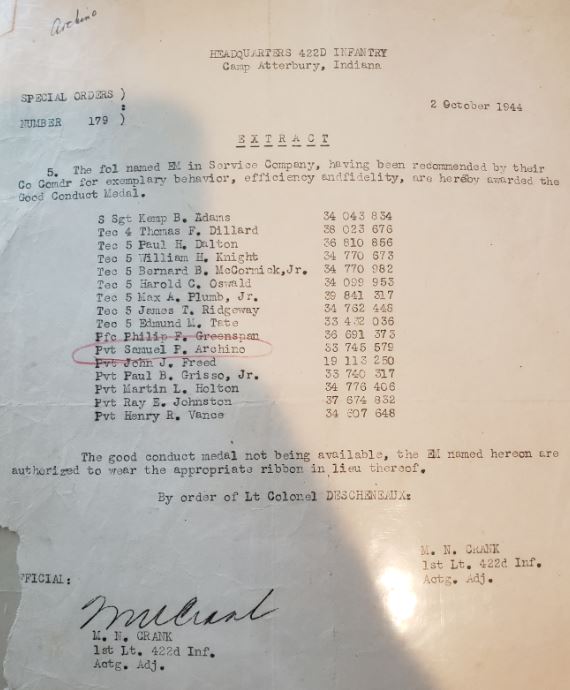 Archino
HEADQUARTERS 422D INFANTRY
Camp Atterbury, Indiana
SPECIAL ORDERS )
:
NUMBER 179 )
2 October 1944
E X T R A C T
5. The fol named EM in Service Company, having been recommended by their
Co Comdr for exemplary behavior, efficiency andfidelity, are hereby awarded the
Good Conduct Medal.
S Sgt Kemp B. Adams 34 043 834
Tec 4 Thomas F. Dillard 38 023 676
Tec 5 Paul H. Dalton 36 810 856
Tec 5 William H. Knight 34 770 673
Tec 5 Bernard B. McCormick,Jr. 34 770 982
Tec 5 Harold C. Oswald 34 099 953
Tec 5 Max A. Plumb, Jr. 39 841 317
Tec 5 James T. Ridgeway 34 762 448
Tec 5 Edmund M. Tate 33 432 036
Pfc Philip F. Greenspan 36 691 373
Pvt Samuel P. Archino 33 745 579
Pvt John J. Freed 19 113 250
Pvt Paul B. Grisso, Jr. 33 740 317
Pvt Martin L. Holton 34 776 406
Pvt Ray E. Johnston 37 674 832
Pvt Henry R. Vance 34 607 648
The good conduct medal not being available, the EM named hereon are
authorized to wear the appropriate ribbon in lieu thereof.
By order of Lt Colonel DESCHENEAUX:
M. N. CRANK
1st Lt. 422d Inf.
Actg. Adj.
FFICIAL:
M N Crank
M. N. CRANK
1st Lt. 422d Inf.
Actg. Adj.